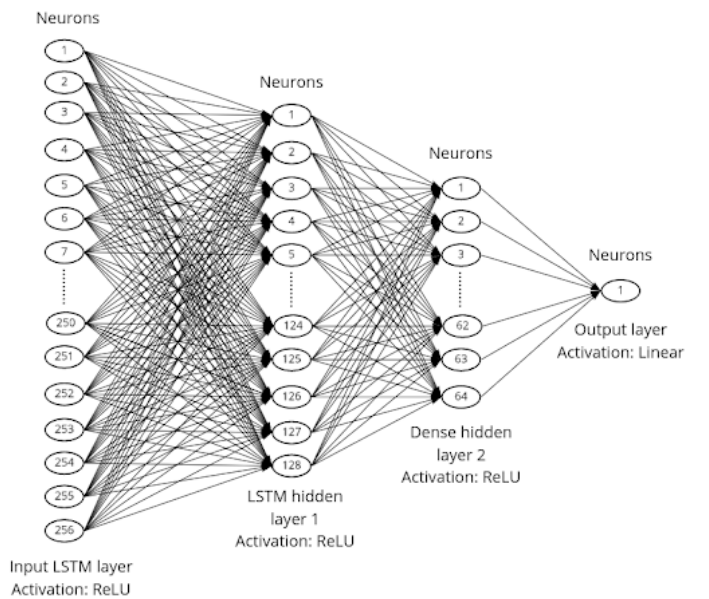 Neurons
1
2
3
4
5
6
7
250
251
252
253
254
255
256
Input LSTM layer
Activation: ReLU
Neurons
1
2
3
4
5
124
125
126
127
128
LSTM hidden
layer 1
Activation: ReLU
Neurons
1
2
3
62
63
64
Dense hidden
layer 2
Activation: ReLU
Neurons
1
Output layer
Activation: Linear